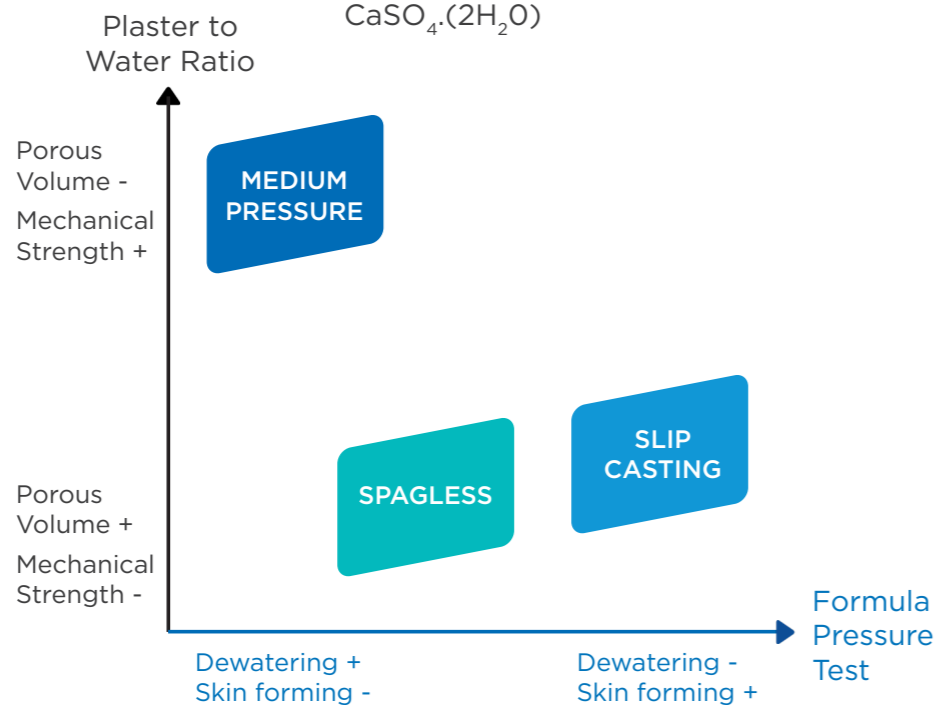 CaSO₄.(2H₂0)
Plaster to
Water Ratio
Porous
Volume -
Mechanical
Strength +
MEDIUM
PRESSURE
SLIP
CASTING
SPAGLESS
Porous
Volume +
Mechanical
Strength -
Formula
Pressure
Test
Dewatering +
Skin forming -
Dewatering -
Skin forming +